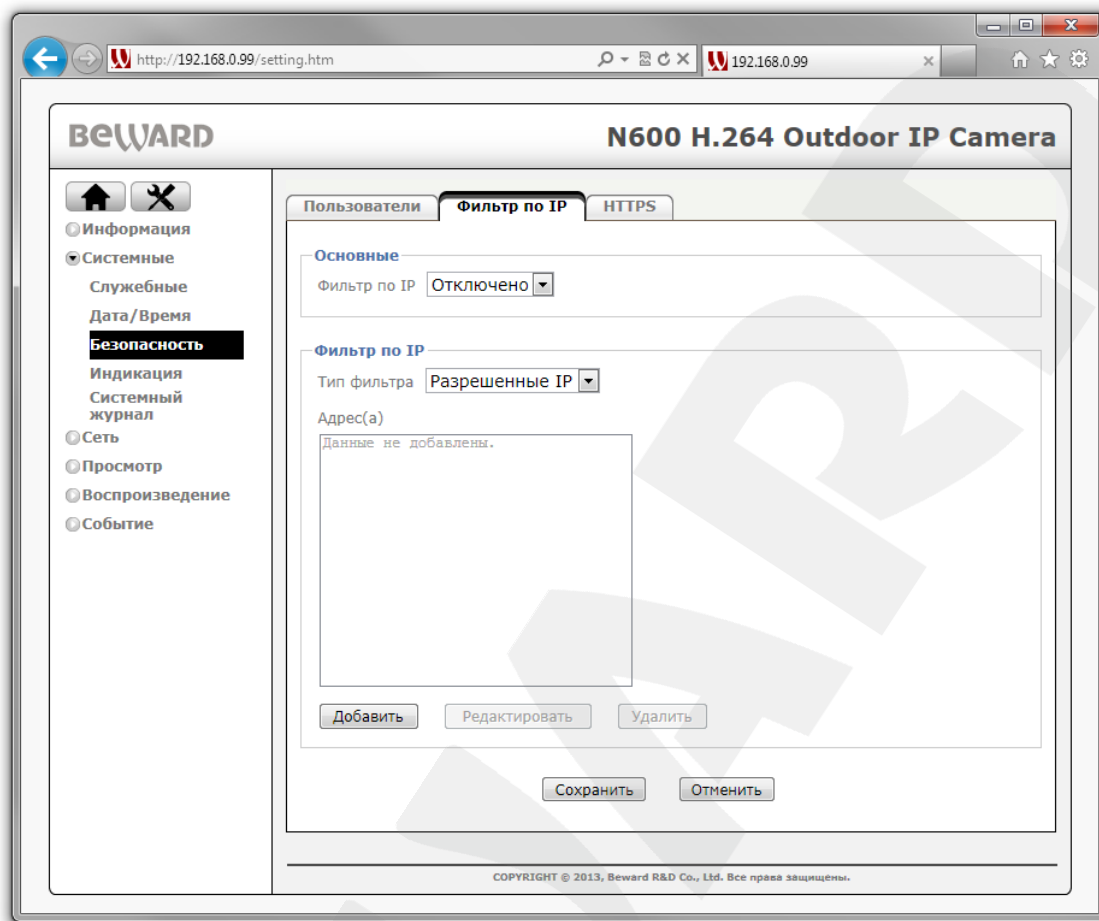 http://192.168.0.99/setting.htm
192.168.0.99
BEWARD
N600 H.264 Outdoor IP Camera
Информация
Системные
Служебные
Дата/Время
Безопасность
Индикация
Системный
журнал
Сеть
Просмотр
Воспроизведение
Событие
Пользователи
Фильтр по IP
HTTPS
Основные
Фильтр по IP Отключено
Фильтр по IP
Тип фильтра Разрешенные IP
Адрес(а)
Данные не добавлены.
Добавить
Редактировать
Удалить
Сохранить
Отменить
COPYRIGHT © 2013, Beward R&D Co., Ltd. Все права защищены.